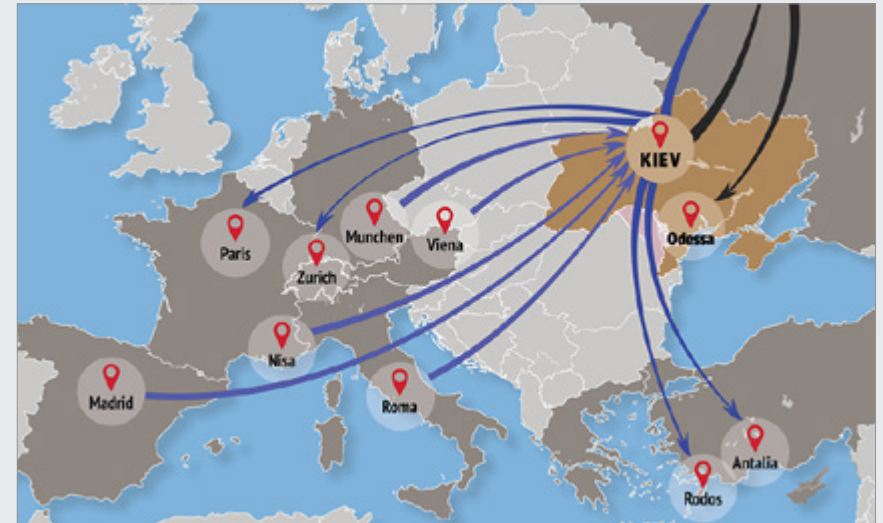 KIEV
Odessa
Paris
Zurich
Munchen
Viena
Nisa
Madrid
Roma
Antalia
Rodos